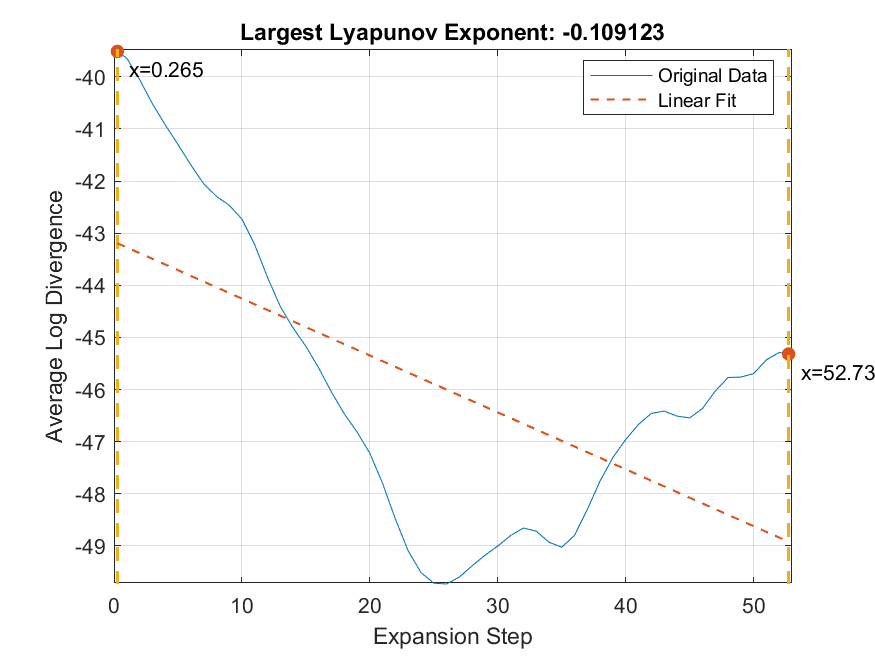 Largest Lyapunov Exponent: -0.109123
x=0.265
Original Data
Linear Fit
x=52.73
-40
-41
-42
-43
-44
-45
-46
-47
-48
-49
Average Log Divergence
0 10 20 30 40 50
Expansion Step